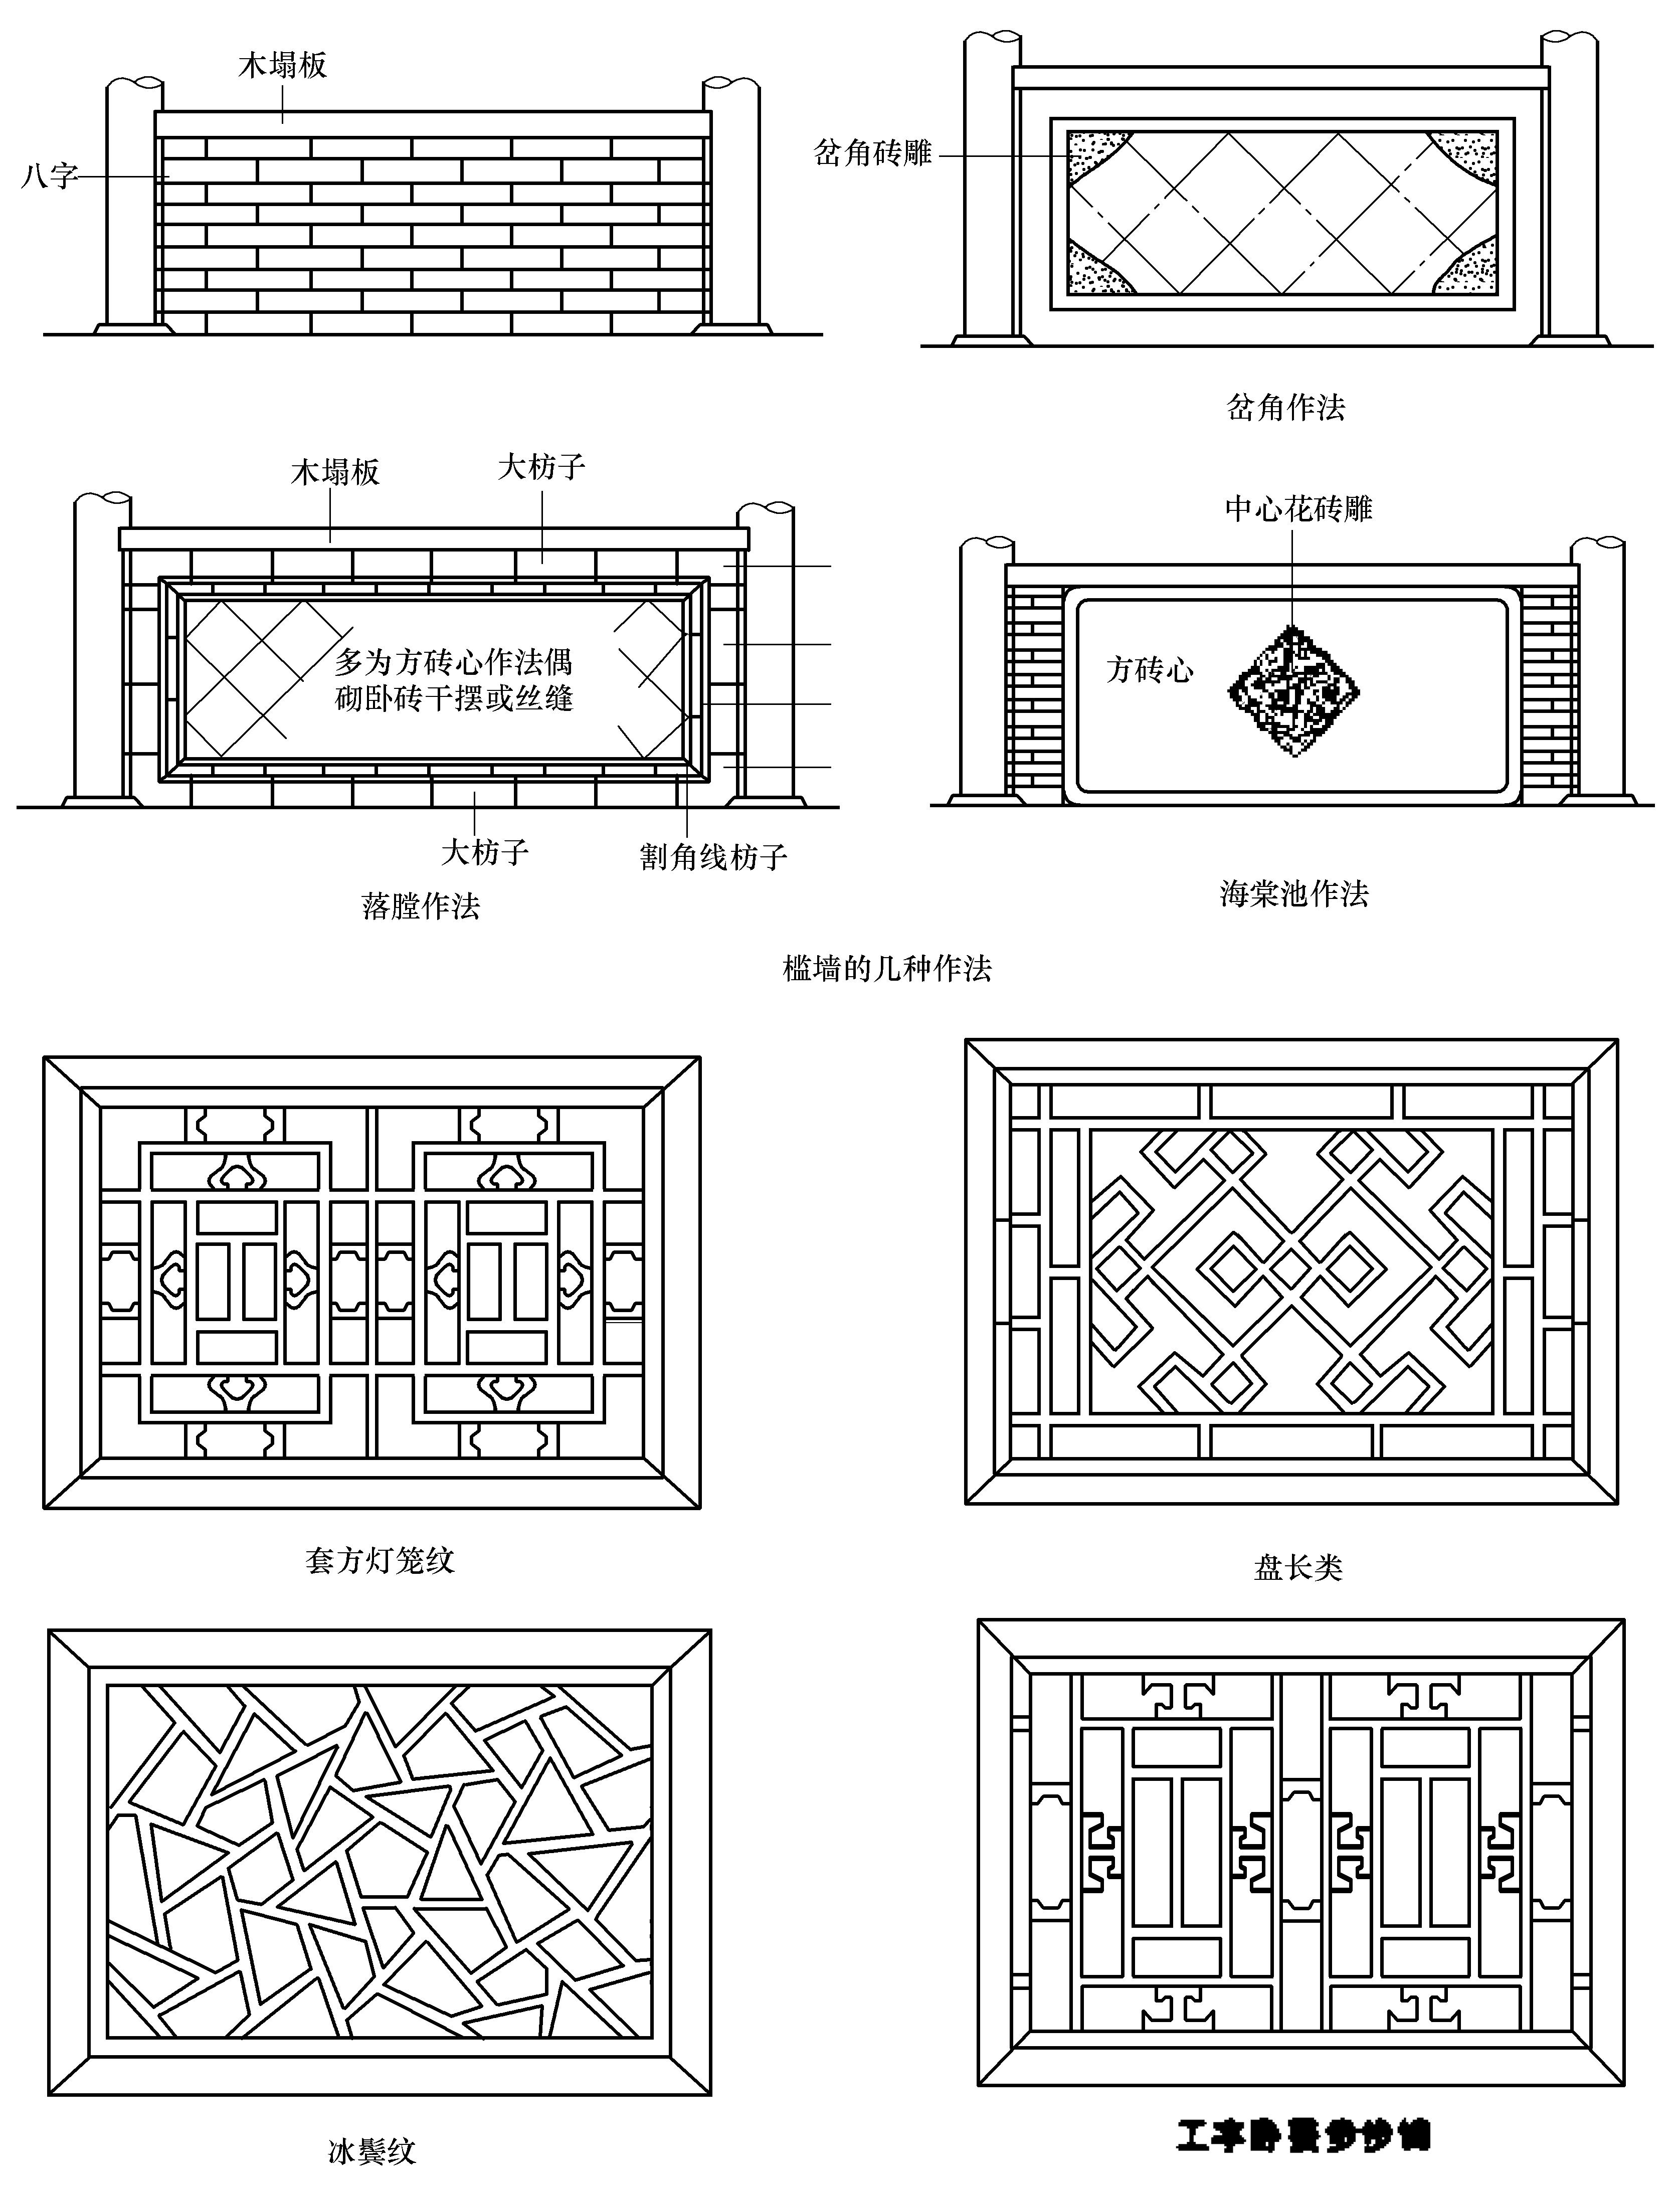 木塌板
八字
岔角砖雕
岔角作法
木塌板
大枋子
多为方砖心作法偶
砌卧砖干摆或丝缝
大枋子
割角线枋子
落膛作法
中心花砖雕
方砖心
海棠池作法
槛墙的几种作法
套方灯笼纹
盘长类
冰鬓纹